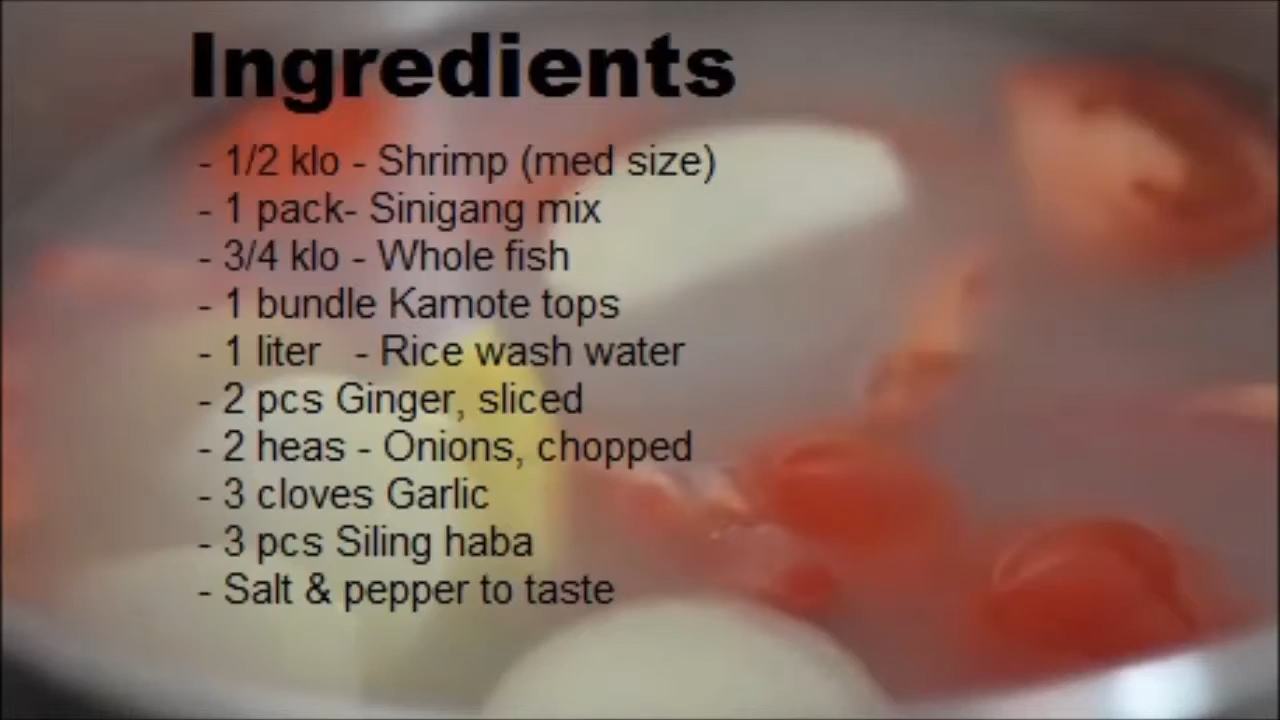 Ingredients
- 1/2 klo - Shrimp (med size)
- 1 pack- Sinigang mix
- 3/4 klo - Whole fish
- 1 bundle Kamote tops
- 1 liter - Rice wash water
- 2 pcs Ginger, sliced
- 2 heas - Onions, chopped
- 3 cloves Garlic
- 3 pcs Siling haba
- Salt & pepper to taste